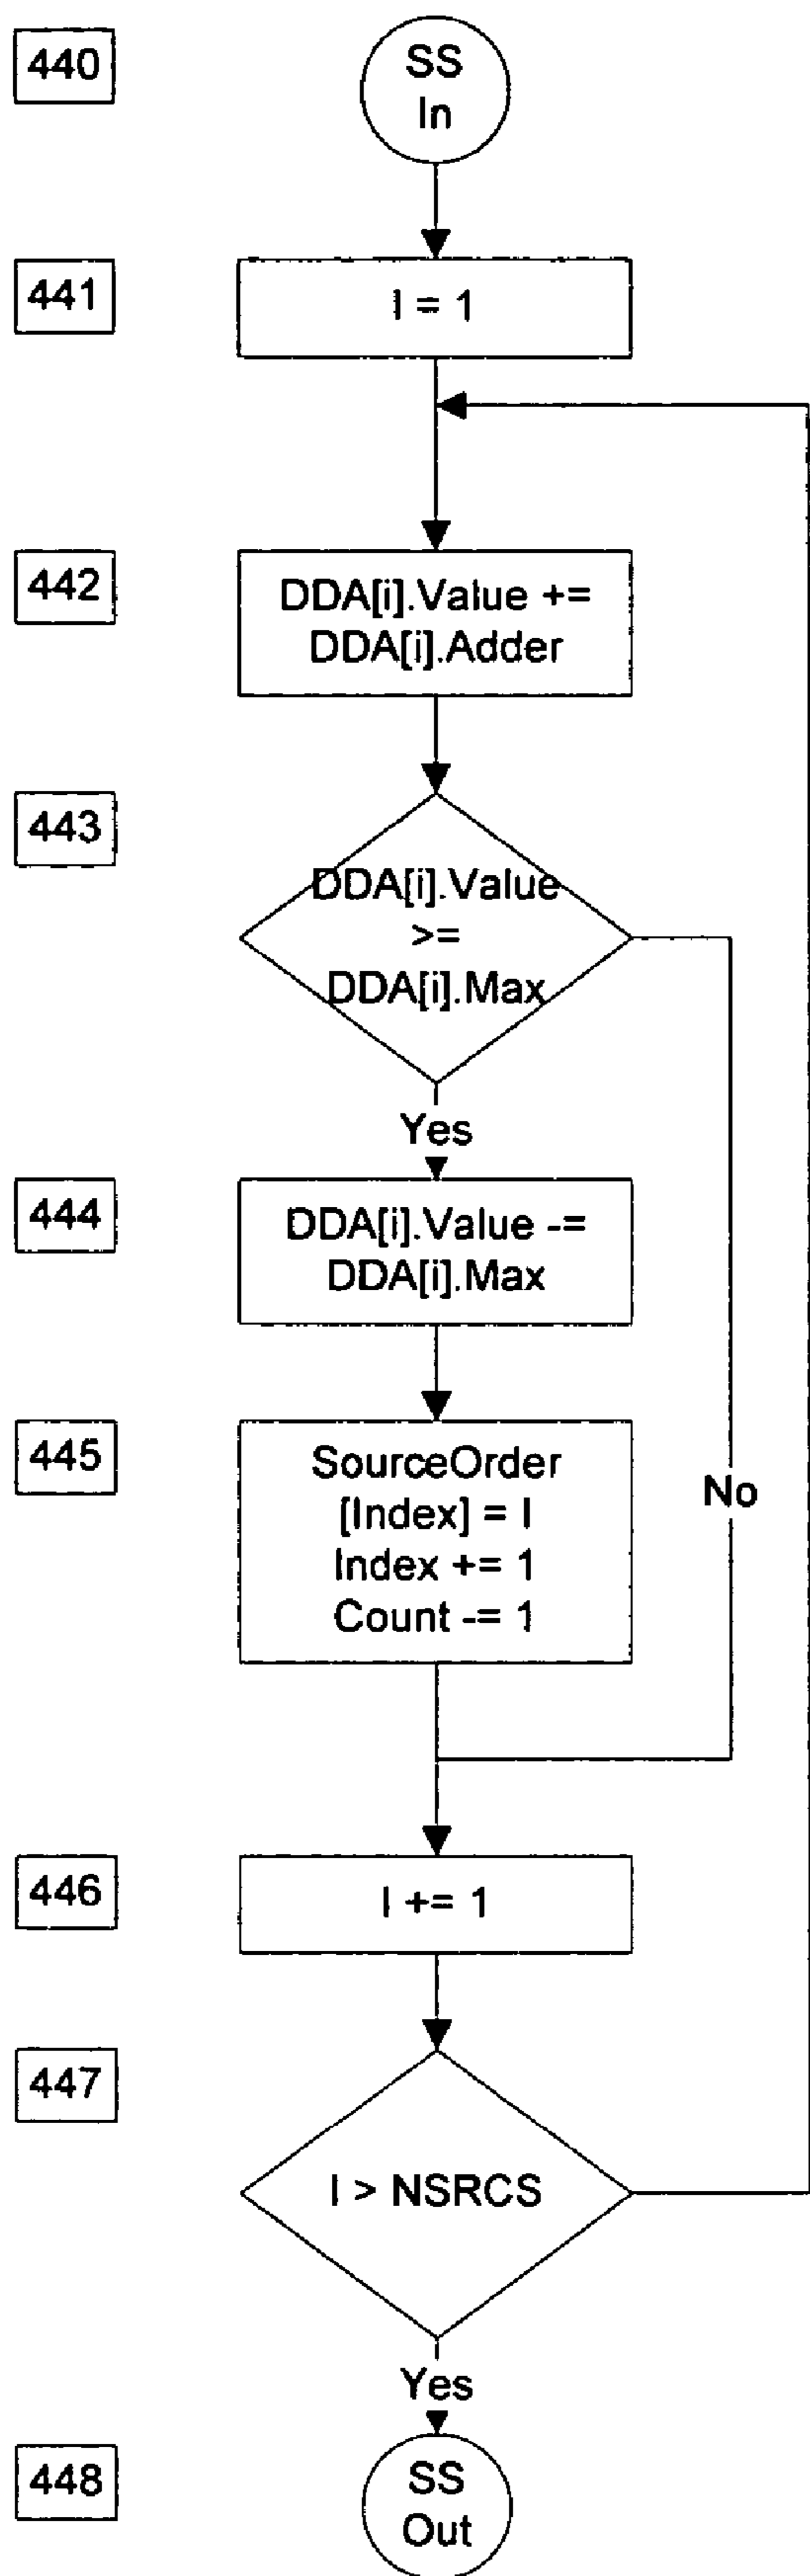 440
SS
In
441
I = 1
442
DDA[i].Value +=
DDA[i].Adder
443
DDA[i].Value
>=
DDA[i].Max
Yes
444
DDA[i].Value -=
DDA[i].Max
445
SourceOrder
[Index] = I
Index += 1
Count -= 1
No
446
I += 1
447
I > NSRCS
Yes
448
SS
Out